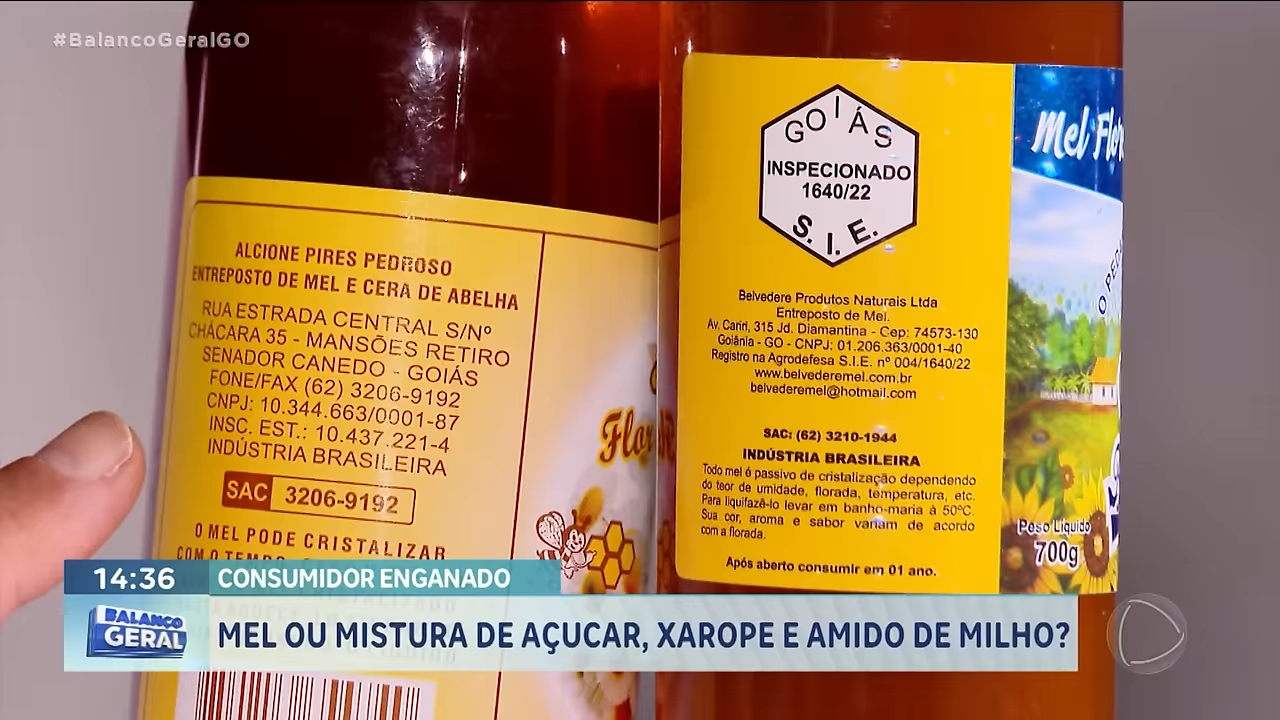 #BalancoGeralGO
ALCIONE PIRES PEDROSO
ENTREPOSTO DE MEL E CERA DE ABELHA
RUA ESTRADA CENTRAL S/Nº
CHÁCARA 35 - MANSÕES RETIRO
SENADOR CANEDO - GOIÁS
FONE/FAX (62) 3206-9192
CNPJ: 10.344.663/0001-87
INSC. EST.: 10.437.221-4
INDÚSTRIA BRASILEIRA
SAC 3206-9192
O MEL PODE CRISTALIZAR
COM O TEMPO
GOIÁS
INSPECIONADO
1640/22
S. I. E.
Belvedere Produtos Naturais Ltda
Entreposto de Mel.
Av. Cariri, 315 Jd. Diamantina - Cep: 74573-130
Goiânia - GO - CNPJ: 01.206.363/0001-40
Registro na Agrodefesa S.I.E. nº 004/1640/22
www.belvederemel.com.br
belvederemel@hotmail.com
SAC: (62) 3210-1944
INDÚSTRIA BRASILEIRA
Todo mel é passivo de cristalização dependendo
do teor de umidade, florada, temperatura, etc.
Para liquifazê-lo levar em banho-maria à 50ºC.
Sua cor, aroma e sabor variam de acordo
com a florada.
Após aberto consumir em 01 ano.
Mel Flor
Peso Líquido
700g
14:36 CONSUMIDOR ENGANADO
BALANÇO
GERAL
MEL OU MISTURA DE AÇUCAR, XAROPE E AMIDO DE MILHO?